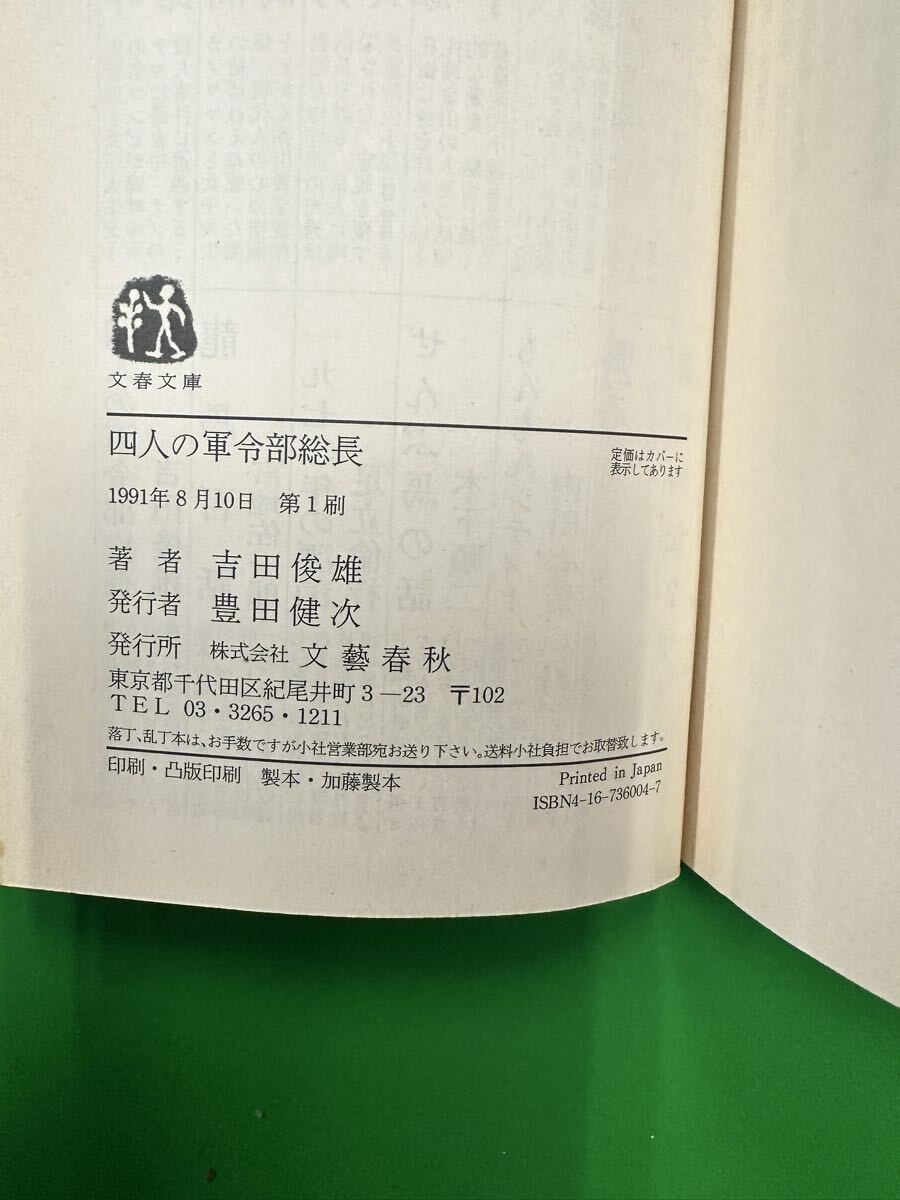 文春文庫
四人の軍令部総長
定価はカバーに
表示してあります
1991年8月10日　第1刷
著　者　吉田俊雄
発行者　豊田健次
発行所　株式会社 文藝春秋
東京都千代田区紀尾井町3―23　〒102
TEL 03・3265・1211
落丁、乱丁本は、お手数ですが小社営業部宛お送り下さい。送料小社負担でお取替致します。
印刷・凸版印刷　製本・加藤製本
Printed in Japan
ISBN4-16-736004-7